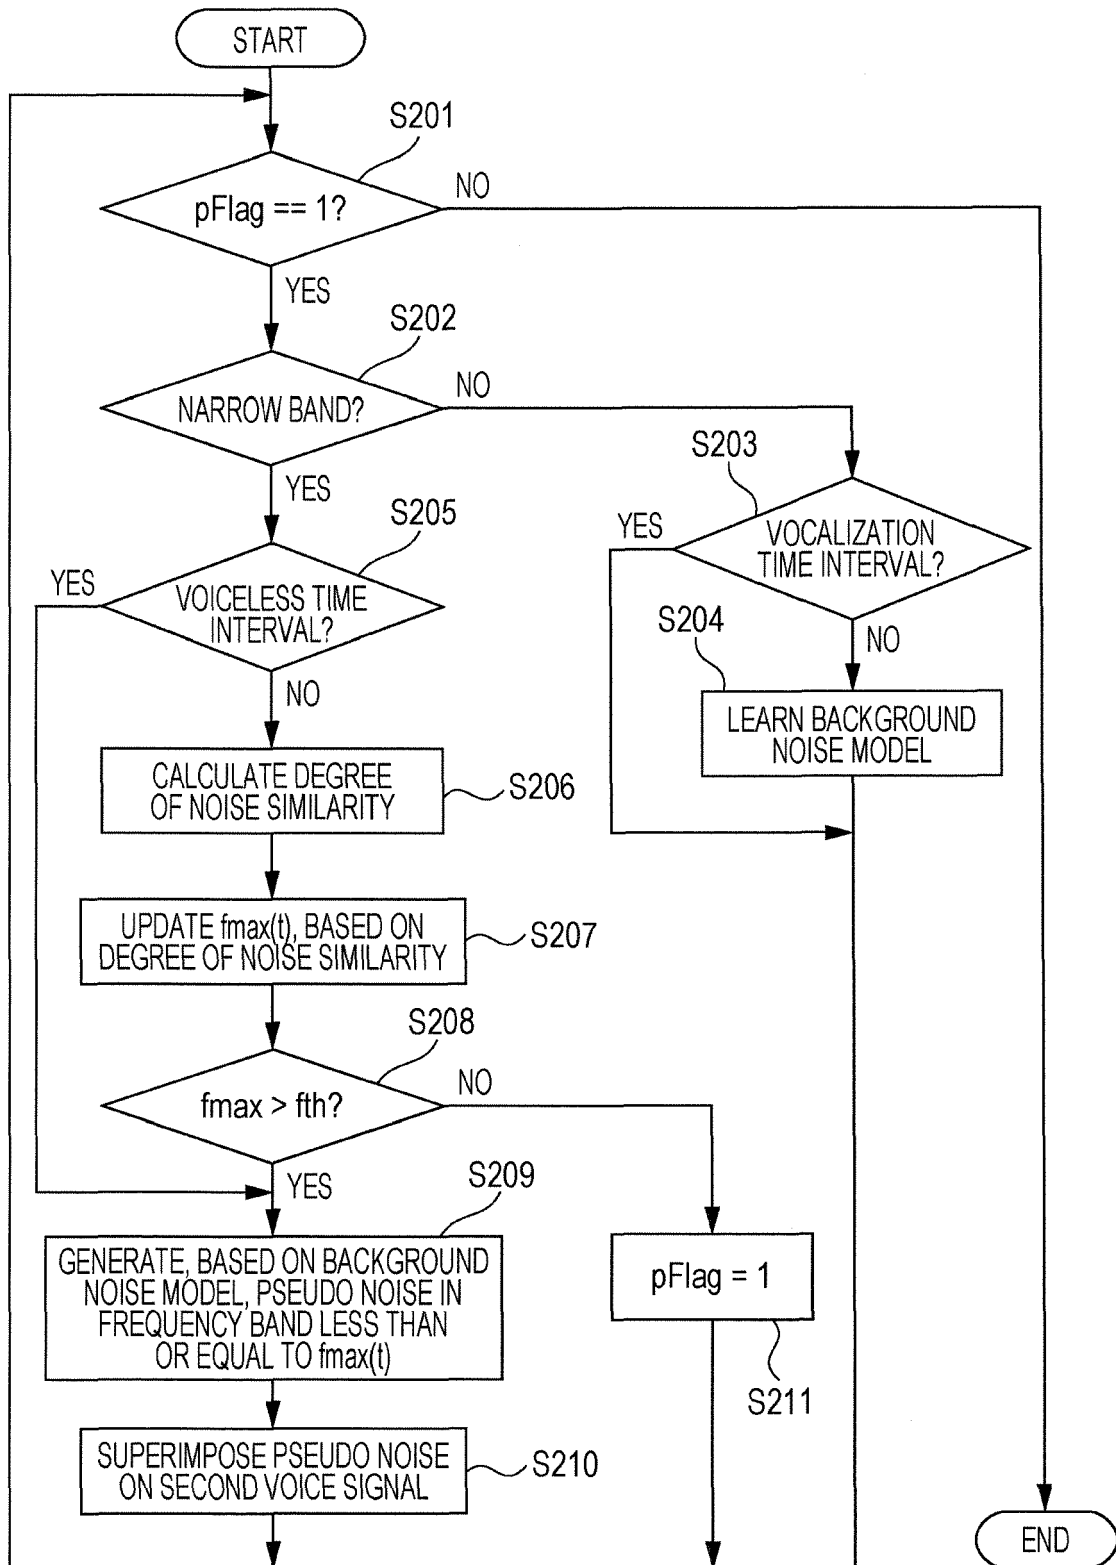 START
S201
pFlag == 1?
NO
YES
S202
NARROW BAND?
NO
YES
S203
VOCALIZATION
TIME INTERVAL?
YES
NO
S204
LEARN BACKGROUND
NOISE MODEL
S205
VOICELESS TIME
INTERVAL?
YES
NO
CALCULATE DEGREE
OF NOISE SIMILARITY
S206
UPDATE fmax(t), BASED ON
DEGREE OF NOISE SIMILARITY
S207
S208
fmax > fth?
NO
YES
S209
GENERATE, BASED ON BACKGROUND
NOISE MODEL, PSEUDO NOISE IN
FREQUENCY BAND LESS THAN
OR EQUAL TO fmax(t)
pFlag = 1
S211
SUPERIMPOSE PSEUDO NOISE
ON SECOND VOICE SIGNAL
S210
END